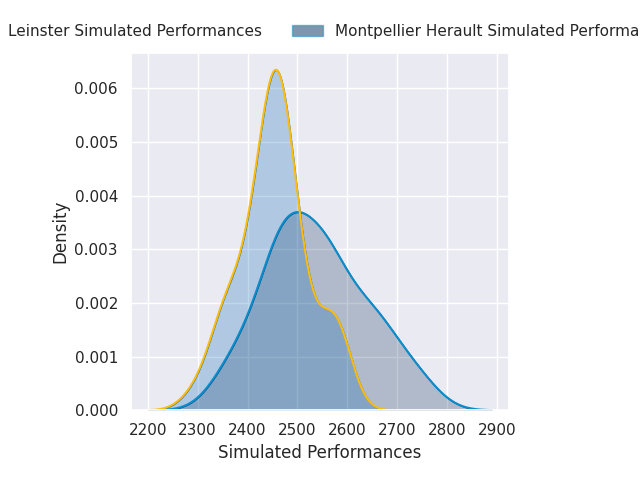 Leinster Simulated Performances Montpellier Herault Simulated Performa
0.006
0.005
0.004
0.003
0.002
0.001
0.000
Density
2200 2300 2400 2500 2600 2700 2800 2900
Simulated Performances